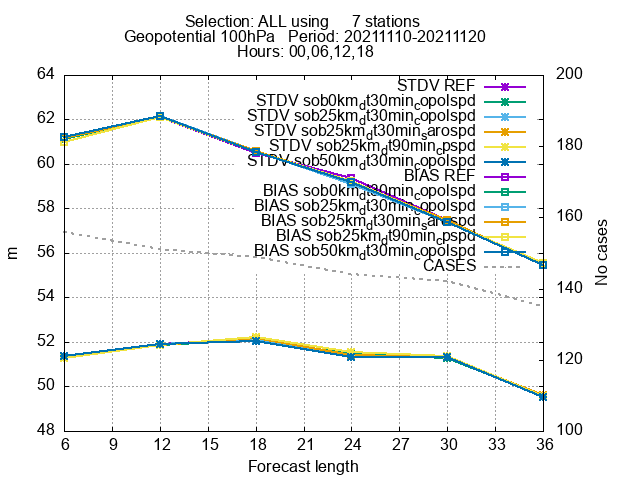 Selection: ALL using 7 stations
Geopotential 100hPa Period: 20211110-20211120
Hours: 00,06,12,18
64 200
STDV REF
STDV sob0km_dt30min_copolspd
62
STDV sob25km_dt30min_copolspd
STDV sob25km_dt30min_sarospd
180
STDV sob25km_dt90min_cpspd
60
STDV sob50km_dt30min_copolspd
BIAS REF
BIAS sob0km_dt30min_copolspd
58
BIAS sob25km_dt30min_copolspd
BIAS sob25km_dt30min_sarospd
160
BIAS sob25km_dt90min_cpspd
56
BIAS sob50km_dt30min_copolspd
CASES
m
No cases
54
140
52
120
50
48 100
6 9 12 15 18 21 24 27 30 33 36
Forecast length